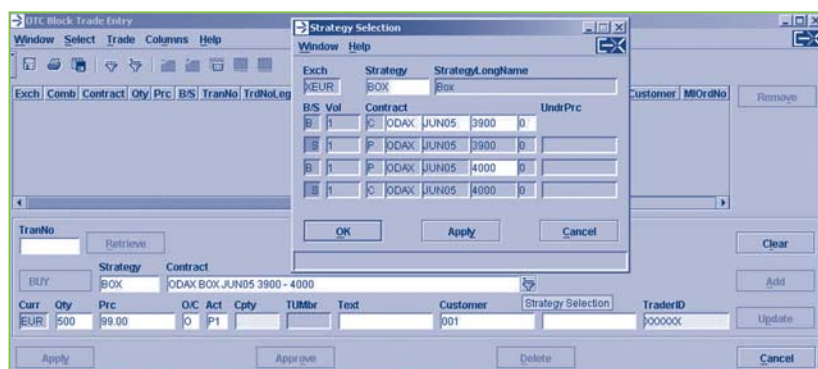 OTC Block Trade Entry
Window Select Trade Columns Help
Exch Comb Contract Qty Prc B/S TranNo TrdNoLeg
Customer MIOrdNo
Remove
Strategy Selection
Window Help
Exch Strategy StrategyLongName
XEUR BOX Box
B/S Vol Contract UndrPrc
B 1 C ODAX JUN05 3900 0
S 1 P ODAX JUN05 3900 0
B 1 P ODAX JUN05 4000 0
S 1 C ODAX JUN05 4000 0
OK Apply Cancel
TranNo
Retrieve
Clear
Strategy Contract
BUY BOX ODAX BOX JUN05 3900 - 4000
Add
Curr Qty Prc O/C Act Cpty TUMbr Text Customer Strategy Selection TraderID
EUR 500 99.00 O P1 001 XXXXXX
Update
Apply Approve Delete Cancel